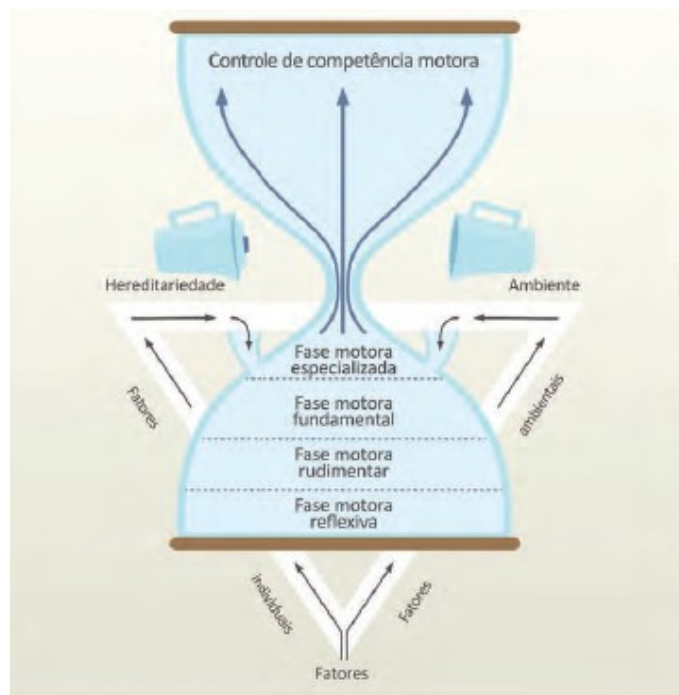 Controle de competência motora
Hereditariedade
Ambiente
Fase motora
especializada
Fatores
ambientais
Fase motora
fundamental
Fase motora
rudimentar
Fase motora
reflexiva
individuais
Fatores
Fatores